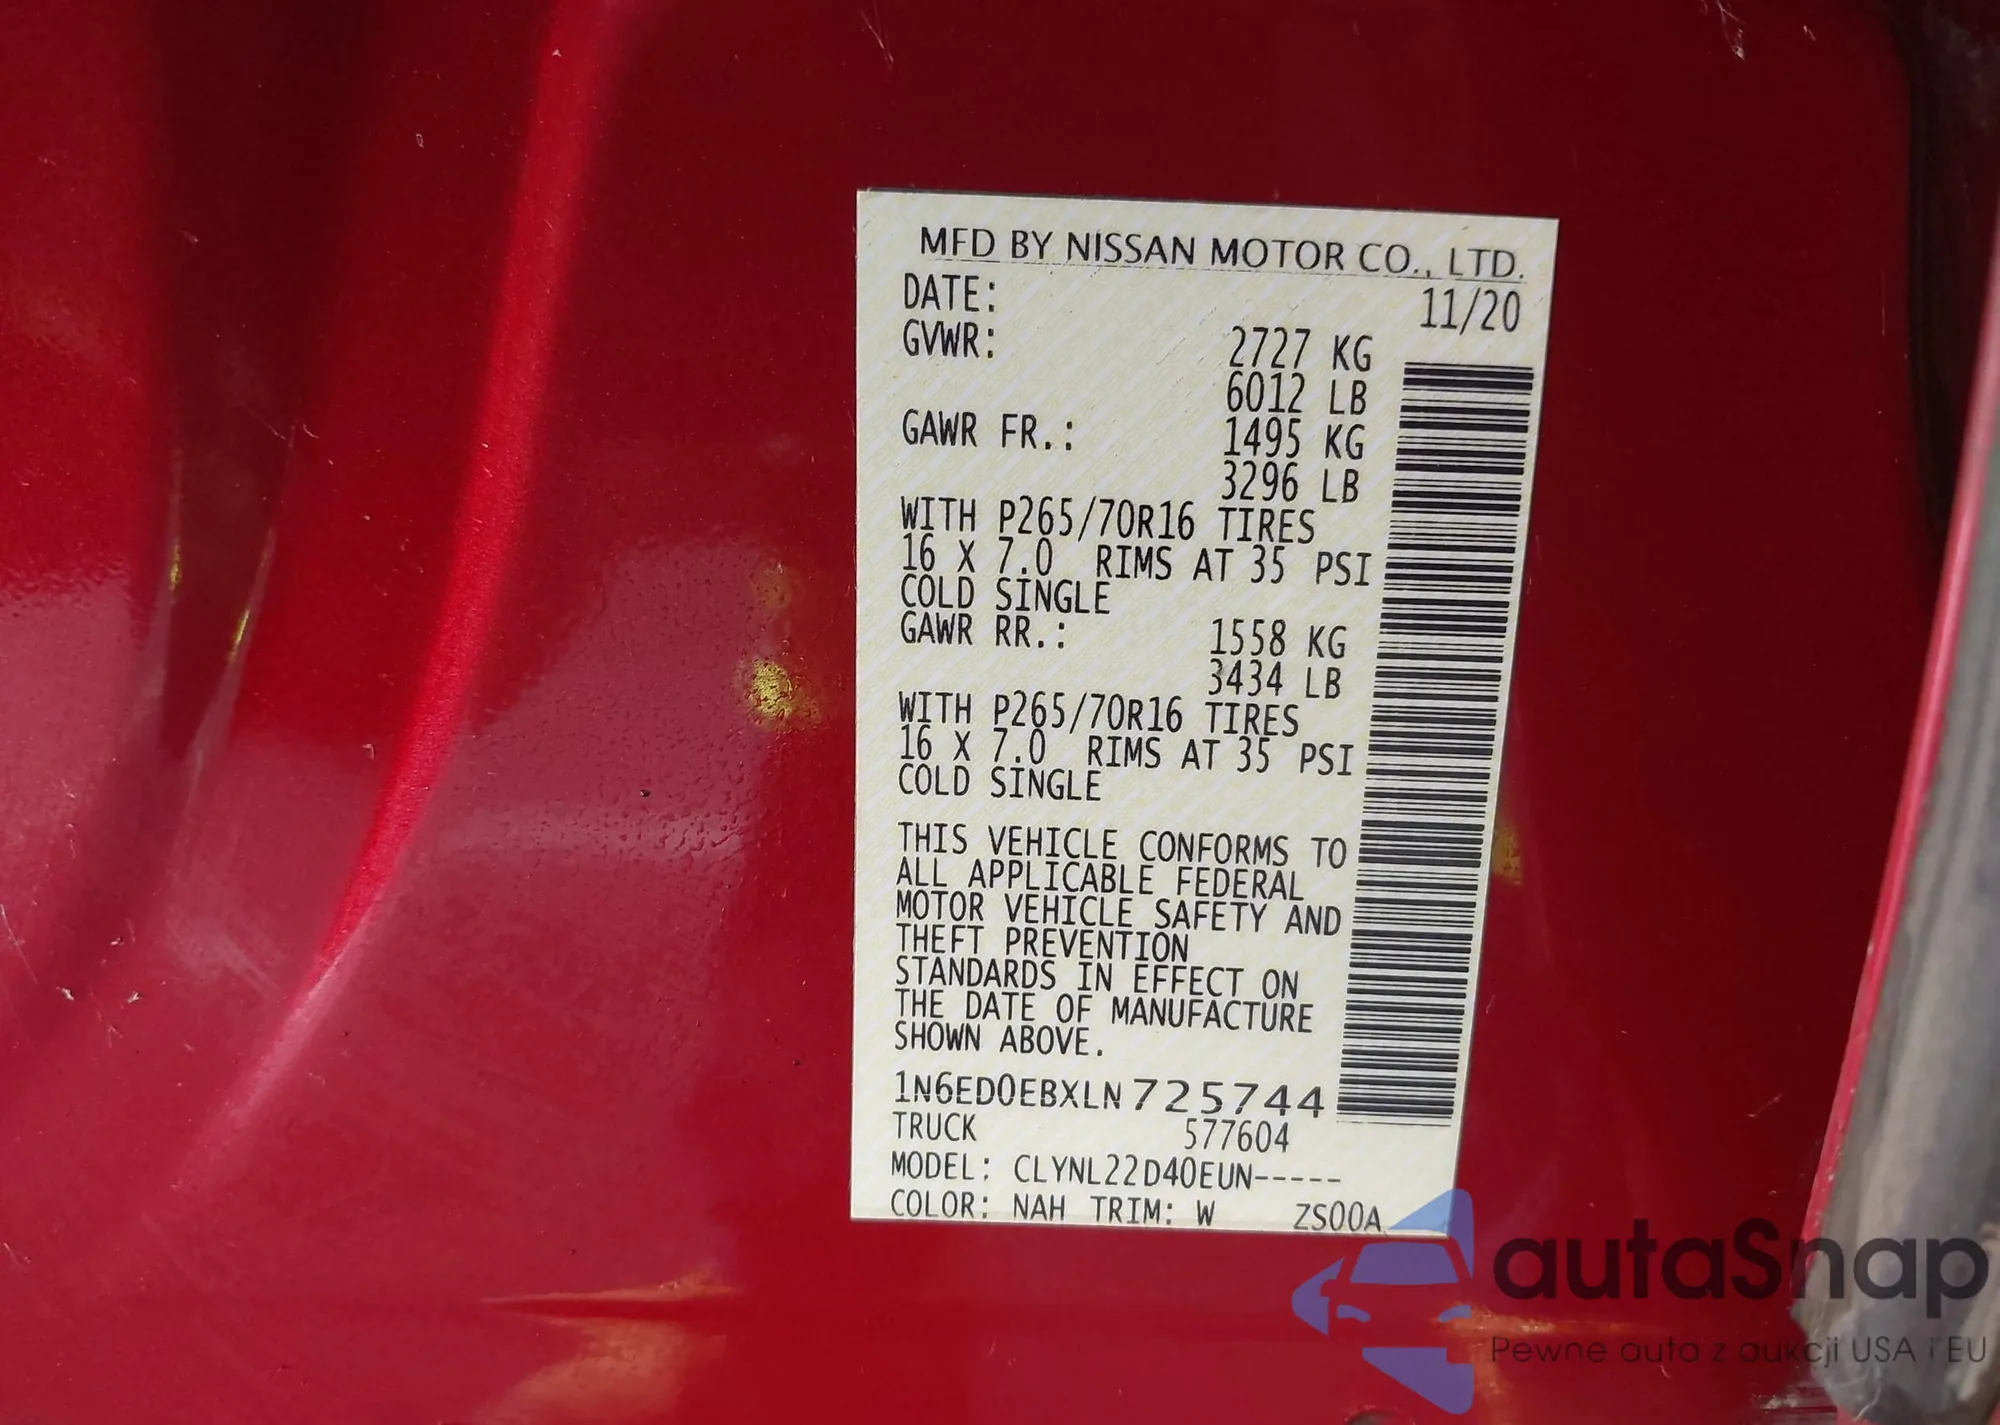 MFD BY NISSAN MOTOR CO., LTD.
DATE: 11/20
GVWR: 2727 KG
6012 LB
GAWR FR.: 1495 KG
3296 LB
WITH P265/70R16 TIRES
16 X 7.0 RIMS AT 35 PSI
COLD SINGLE
GAWR RR.: 1558 KG
3434 LB
WITH P265/70R16 TIRES
16 X 7.0 RIMS AT 35 PSI
COLD SINGLE
THIS VEHICLE CONFORMS TO
ALL APPLICABLE FEDERAL
MOTOR VEHICLE SAFETY AND
THEFT PREVENTION
STANDARDS IN EFFECT ON
THE DATE OF MANUFACTURE
SHOWN ABOVE.
1N6ED0EBXLN725744
TRUCK 577604
MODEL: CLYNL22D40EUN-----
COLOR: NAH TRIM: W ZS00A
autaSnap
Pewne auta z aukcji USA i EU